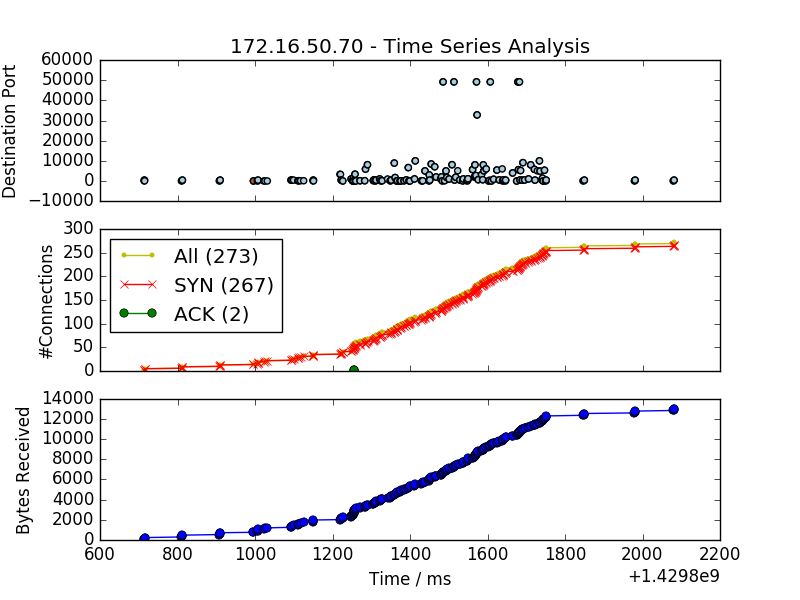 172.16.50.70 - Time Series Analysis
Destination Port
60000
50000
40000
30000
20000
10000
0
−10000
#Connections
300
250
200
150
100
50
0
All (273)
SYN (267)
ACK (2)
Bytes Received
14000
12000
10000
8000
6000
4000
2000
0
600 800 1000 1200 1400 1600 1800 2000 2200
Time / ms
+1.4298e9